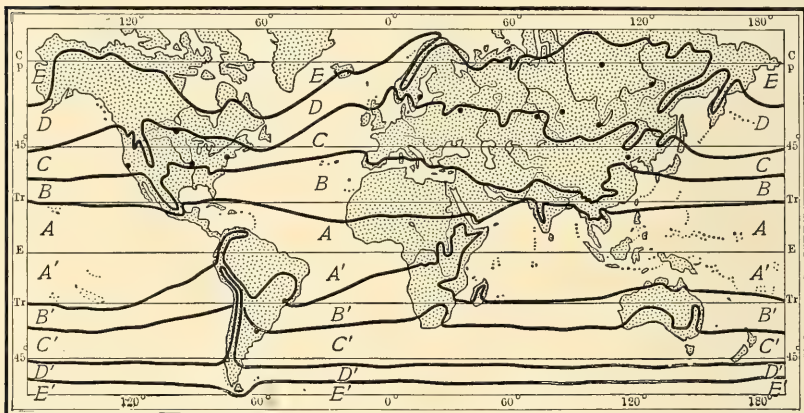 120° 60° 0° 60° 120° 180°
C P E E E C P
D D D
45° C C C 45°
B B B
Tr Tr
A A A
E E
A' A' A'
Tr Tr
B' B' B'
C' C' C'
45° 45°
D' D' D'
E' E' E'
120° 60° 0° 60° 120° 180°